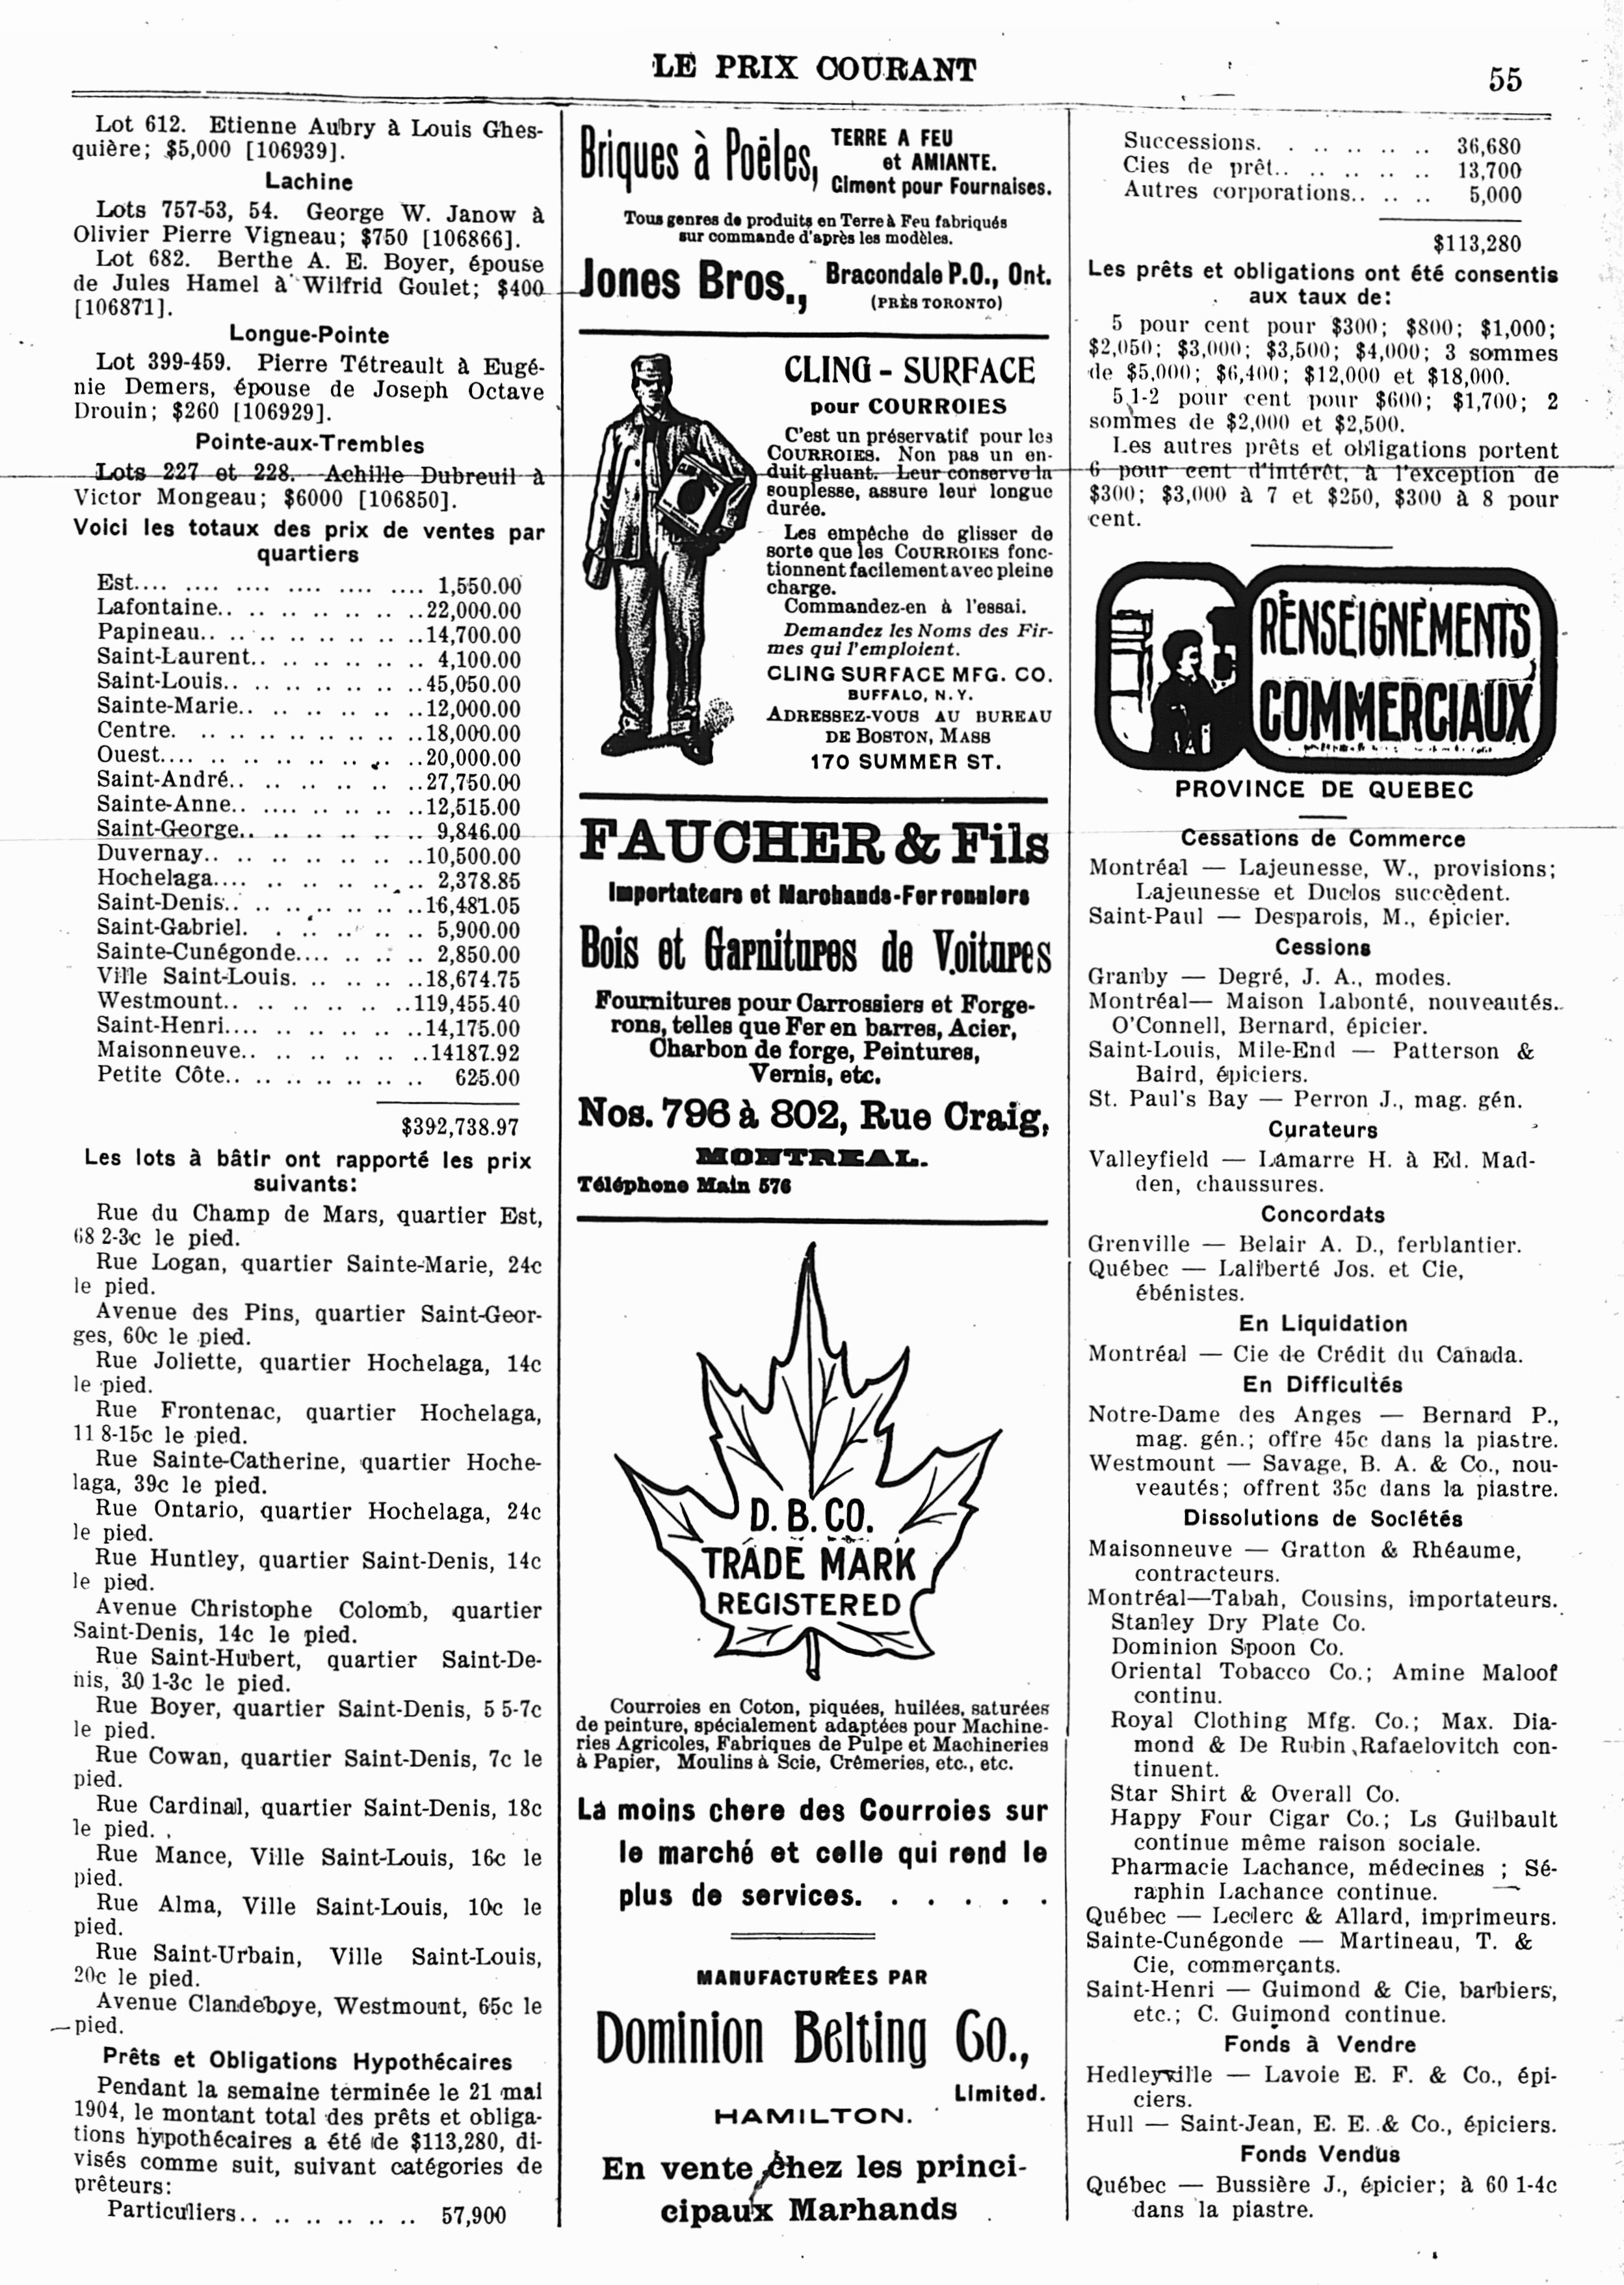 LE PRIX COURANT
55
Lot 612. Etienne Aubry à Louis Ghes-
quière; $5,000 [106939].
Lachine
Lots 757-53, 54. George W. Janow à
Olivier Pierre Vigneau; $750 [106866].
Lot 682. Berthe A. E. Boyer, épouse
de Jules Hamel à Wilfrid Goulet; $400
[106871].
Longue-Pointe
Lot 399-459. Pierre Tétreault à Eugé-
nie Demers, épouse de Joseph Octave
Drouin; $260 [106929].
Pointe-aux-Trembles
Lots 227 et 228. Achille Dubreuil à
Victor Mongeau; $6000 [106850].
Voici les totaux des prix de ventes par
quartiers
Est.... .... .... .... .... .... 1,550.00
Lafontaine.. .. .. .. .. .. ..22,000.00
Papineau.. .. .. .. .. .. .. ..14,700.00
Saint-Laurent.. .. .. .. .. .. 4,100.00
Saint-Louis.. .. .. .. .. .. ..45,050.00
Sainte-Marie.. .. .. .. .. ..12,000.00
Centre. .. .. .. .. .. .. .. ..18,000.00
Ouest.... .. .. .. .. .. .. ..20,000.00
Saint-André.. .. .. .. .. .. ..27,750.00
Sainte-Anne.. .... .. .. .. ..12,515.00
Saint-George.. .. .. .. .. .. 9,846.00
Duvernay.. .. .. .. .. .. .. ..10,500.00
Hochelaga.... .. .. .. .. .. .. 2,378.85
Saint-Denis.. .. .. .. .. .. ..16,481.05
Saint-Gabriel. . .. .. .. .. .. 5,900.00
Sainte-Cunégonde.... .. .. .. 2,850.00
Ville Saint-Louis. .. .. .. ..18,674.75
Westmount.. .. .. .. .. .. ..119,455.40
Saint-Henri.... .. .. .. .. ..14,175.00
Maisonneuve.. .. .. .. .. ..14187.92
Petite Côte.. .. .. .. .. .. .. 625.00
$392,738.97
Les lots à bâtir ont rapporté les prix
suivants:
Rue du Champ de Mars, quartier Est,
68 2-3c le pied.
Rue Logan, quartier Sainte-Marie, 24c
le pied.
Avenue des Pins, quartier Saint-Geor-
ges, 60c le pied.
Rue Joliette, quartier Hochelaga, 14c
le pied.
Rue Frontenac, quartier Hochelaga,
11 8-15c le pied.
Rue Sainte-Catherine, quartier Hoche-
laga, 39c le pied.
Rue Ontario, quartier Hochelaga, 24c
le pied.
Rue Huntley, quartier Saint-Denis, 14c
le pied.
Avenue Christophe Colomb, quartier
Saint-Denis, 14c le pied.
Rue Saint-Hubert, quartier Saint-De-
nis, 30 1-3c le pied.
Rue Boyer, quartier Saint-Denis, 5 5-7c
le pied.
Rue Cowan, quartier Saint-Denis, 7c le
pied.
Rue Cardinal, quartier Saint-Denis, 18c
le pied.
Rue Mance, Ville Saint-Louis, 16c le
pied.
Rue Alma, Ville Saint-Louis, 10c le
pied.
Rue Saint-Urbain, Ville Saint-Louis,
20c le pied.
Avenue Clandeboye, Westmount, 65c le
pied.
Prêts et Obligations Hypothécaires
Pendant la semaine terminée le 21 mai
1904, le montant total des prêts et obliga-
tions hypothécaires a été de $113,280, di-
visés comme suit, suivant catégories de
prêteurs:
Particuliers.. .. .. .. .. .. .. 57,900
Briques à Poêles,
TERRE A FEU
et AMIANTE.
Ciment pour Fournaises.
Tous genres de produits en Terre à Feu fabriqués
sur commande d'après les modèles.
Jones Bros.,
Bracondale P.O., Ont.
(PRÈS TORONTO)
CLING - SURFACE
pour COURROIES
C'est un préservatif pour les
COURROIES. Non pas un en-
duit gluant. Leur conserve la
souplesse, assure leur longue
durée.
Les empêche de glisser de
sorte que les COURROIES fonc-
tionnent facilement avec pleine
charge.
Commandez-en à l'essai.
Demandez les Noms des Fir-
mes qui l'emploient.
CLING SURFACE MFG. CO.
BUFFALO, N. Y.
ADRESSEZ-VOUS AU BUREAU
DE BOSTON, MASS
170 SUMMER ST.
FAUCHER & Fils
Importateurs et Marchands-Ferronniers
Bois et Garnitures de Voitures
Fournitures pour Carrossiers et Forge-
rons, telles que Fer en barres, Acier,
Charbon de forge, Peintures,
Vernis, etc.
Nos. 796 à 802, Rue Craig,
MONTREAL.
Téléphone Main 576
D. B. CO.
TRADE MARK
REGISTERED
Courroies en Coton, piquées, huilées, saturées
de peinture, spécialement adaptées pour Machine-
ries Agricoles, Fabriques de Pulpe et Machineries
à Papier, Moulins à Scie, Crêmeries, etc., etc.
La moins chere des Courroies sur
le marché et celle qui rend le
plus de services. . . . . .
MANUFACTURÉES PAR
Dominion Belting Co.,
Limited.
HAMILTON.
En vente chez les princi-
cipaux Marhands
Successions. . .. .. .. .. .. 36,680
Cies de prêt.. .. .. .. .. .. 13,700
Autres corporations.. .. .. 5,000
$113,280
Les prêts et obligations ont été consentis
aux taux de:
5 pour cent pour $300; $800; $1,000;
$2,050; $3,000; $3,500; $4,000; 3 sommes
de $5,000; $6,400; $12,000 et $18,000.
5 1-2 pour cent pour $600; $1,700; 2
sommes de $2,000 et $2,500.
Les autres prêts et obligations portent
6 pour cent d'intérêt, à l'exception de
$300; $3,000 à 7 et $250, $300 à 8 pour
cent.
RENSEIGNEMENTS
COMMERCIAUX
PROVINCE DE QUEBEC
Cessations de Commerce
Montréal — Lajeunesse, W., provisions;
Lajeunesse et Duclos succèdent.
Saint-Paul — Desparois, M., épicier.
Cessions
Granby — Degré, J. A., modes.
Montréal— Maison Labonté, nouveautés.
O'Connell, Bernard, épicier.
Saint-Louis, Mile-End — Patterson &
Baird, épiciers.
St. Paul's Bay — Perron J., mag. gén.
Curateurs
Valleyfield — Lamarre H. à Ed. Mad-
den, chaussures.
Concordats
Grenville — Belair A. D., ferblantier.
Québec — Laliberté Jos. et Cie,
ébénistes.
En Liquidation
Montréal — Cie de Crédit du Canada.
En Difficultés
Notre-Dame des Anges — Bernard P.,
mag. gén.; offre 45c dans la piastre.
Westmount — Savage, B. A. & Co., nou-
veautés; offrent 35c dans la piastre.
Dissolutions de Sociétés
Maisonneuve — Gratton & Rhéaume,
contracteurs.
Montréal—Tabah, Cousins, importateurs.
Stanley Dry Plate Co.
Dominion Spoon Co.
Oriental Tobacco Co.; Amine Maloof
continu.
Royal Clothing Mfg. Co.; Max. Dia-
mond & De Rubin Rafaelovitch con-
tinuent.
Star Shirt & Overall Co.
Happy Four Cigar Co.; Ls Guilbault
continue même raison sociale.
Pharmacie Lachance, médecines ; Sé-
raphin Lachance continue.
Québec — Leclerc & Allard, imprimeurs.
Sainte-Cunégonde — Martineau, T. &
Cie, commerçants.
Saint-Henri — Guimond & Cie, barbiers,
etc.; C. Guimond continue.
Fonds à Vendre
Hedleyville — Lavoie E. F. & Co., épi-
ciers.
Hull — Saint-Jean, E. E. & Co., épiciers.
Fonds Vendus
Québec — Bussière J., épicier; à 60 1-4c
dans la piastre.